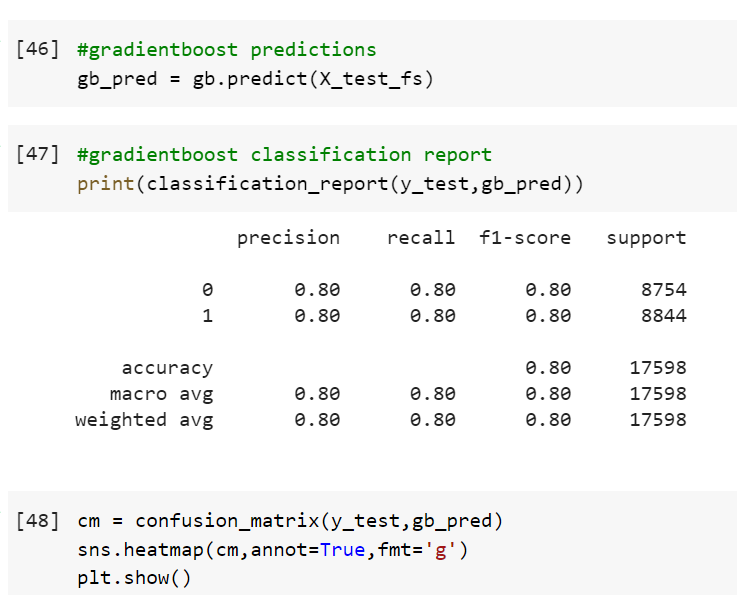 [46] #gradientboost predictions
gb_pred = gb.predict(X_test_fs)
[47] #gradientboost classification report
print(classification_report(y_test,gb_pred))
precision recall f1-score support
0 0.80 0.80 0.80 8754
1 0.80 0.80 0.80 8844
accuracy 0.80 17598
macro avg 0.80 0.80 0.80 17598
weighted avg 0.80 0.80 0.80 17598
[48] cm = confusion_matrix(y_test,gb_pred)
sns.heatmap(cm,annot=True,fmt='g')
plt.show()